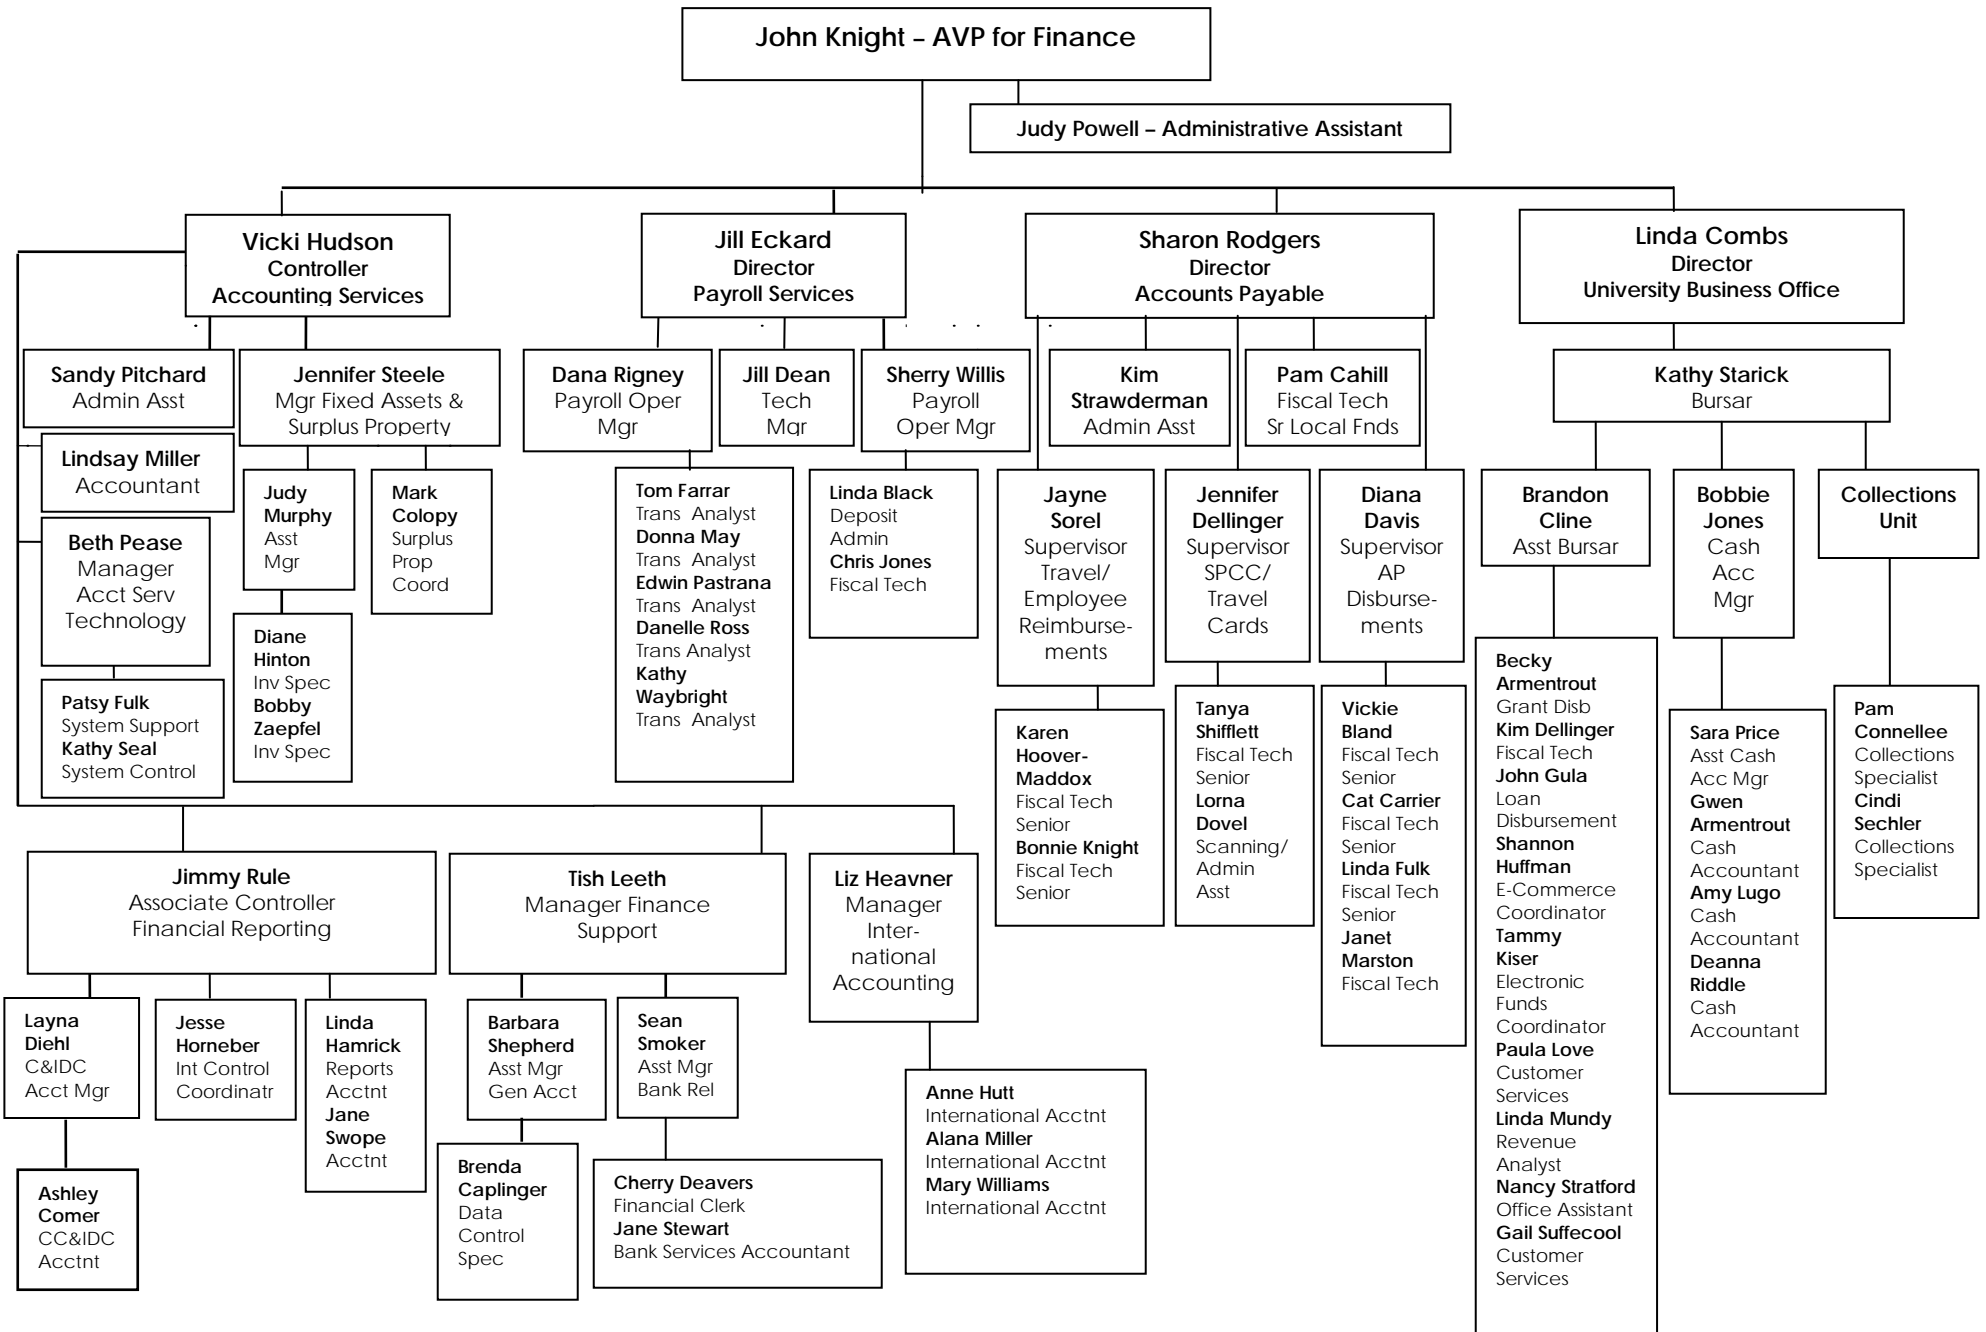 John Knight – AVP for Finance
Judy Powell – Administrative Assistant
Vicki Hudson
Controller
Accounting Services
Jill Eckard
Director
Payroll Services
Sharon Rodgers
Director
Accounts Payable
Linda Combs
Director
University Business Office
Sandy Pitchard
Admin Asst
Jennifer Steele
Mgr Fixed Assets &
Surplus Property
Dana Rigney
Payroll Oper
Mgr
Jill Dean
Tech
Mgr
Sherry Willis
Payroll
Oper Mgr
Kim
Strawderman
Admin Asst
Pam Cahill
Fiscal Tech
Sr Local Fnds
Kathy Starick
Bursar
Lindsay Miller
Accountant
Beth Pease
Manager
Acct Serv
Technology
Patsy Fulk
System Support
Kathy Seal
System Control
Judy
Murphy
Asst
Mgr
Mark
Colopy
Surplus
Prop
Coord
Diane
Hinton
Inv Spec
Bobby
Zaepfel
Inv Spec
Tom Farrar
Trans  Analyst
Donna May
Trans  Analyst
Edwin Pastrana
Trans  Analyst
Danelle Ross
Trans Analyst
Kathy
Waybright
Trans  Analyst
Linda Black
Deposit
Admin
Chris Jones
Fiscal Tech
Jayne
Sorel
Supervisor
Travel/
Employee
Reimburse-
ments
Jennifer
Dellinger
Supervisor
SPCC/
Travel
Cards
Diana
Davis
Supervisor
AP
Disburse-
ments
Brandon
Cline
Asst Bursar
Bobbie
Jones
Cash
Acc
Mgr
Collections
Unit
Karen
Hoover-
Maddox
Fiscal Tech
Senior
Bonnie Knight
Fiscal Tech
Senior
Tanya
Shifflett
Fiscal Tech
Senior
Lorna
Dovel
Scanning/
Admin
Asst
Vickie
Bland
Fiscal Tech
Senior
Cat Carrier
Fiscal Tech
Senior
Linda Fulk
Fiscal Tech
Senior
Janet
Marston
Fiscal Tech
Becky
Armentrout
Grant Disb
Kim Dellinger
Fiscal Tech
John Gula
Loan
Disbursement
Shannon
Huffman
E-Commerce
Coordinator
Tammy
Kiser
Electronic
Funds
Coordinator
Paula Love
Customer
Services
Linda Mundy
Revenue
Analyst
Nancy Stratford
Office Assistant
Gail Suffecool
Customer
Services
Sara Price
Asst Cash
Acc Mgr
Gwen
Armentrout
Cash
Accountant
Amy Lugo
Cash
Accountant
Deanna
Riddle
Cash
Accountant
Pam
Connellee
Collections
Specialist
Cindi
Sechler
Collections
Specialist
Jimmy Rule
Associate Controller
Financial Reporting
Tish Leeth
Manager Finance
Support
Liz Heavner
Manager
Inter-
national
Accounting
Layna
Diehl
C&IDC
Acct Mgr
Jesse
Horneber
Int Control
Coordinatr
Linda
Hamrick
Reports
Acctnt
Jane
Swope
Acctnt
Barbara
Shepherd
Asst Mgr
Gen Acct
Sean
Smoker
Asst Mgr
Bank Rel
Ashley
Comer
CC&IDC
Acctnt
Brenda
Caplinger
Data
Control
Spec
Cherry Deavers
Financial Clerk
Jane Stewart
Bank Services Accountant
Anne Hutt
International Acctnt
Alana Miller
International Acctnt
Mary Williams
International Acctnt